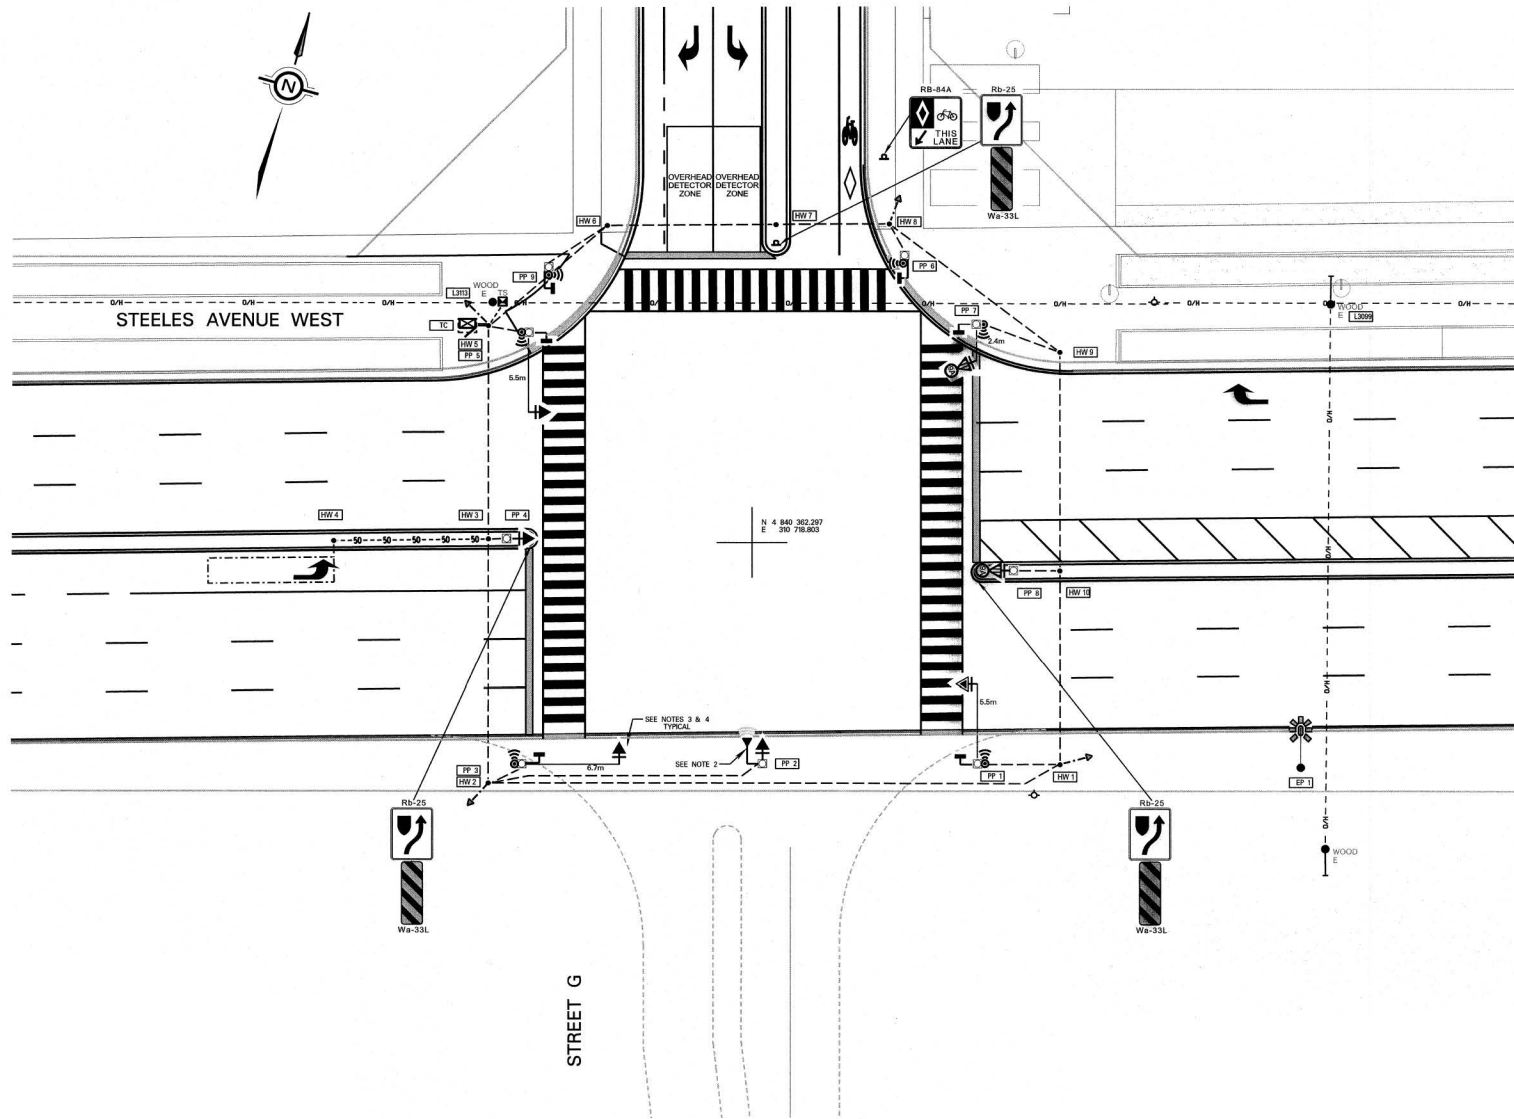 N
RB-84A
Rb-25
THIS
LANE
Wa-33L
OVERHEAD
DETECTOR
ZONE
OVERHEAD
DETECTOR
ZONE
HW 6
HW 7
HW 8
PP 9
PP 6
WOOD
E
TS
L3113
O/H
O/H
O/H
O/H
O/H
O/H
O/H
O/H
O/H
O/H
O/H
STEELES AVENUE WEST
TC
HW 5
PP 5
PP 7
2.4m
HW 9
WOOD
E
L3099
5.5m
O/H
HW 4
HW 3
PP 4
50
50
50
50
50
N 4 840 362.297
E 310 718.803
O/H
PP 8
HW 10
5.5m
O/H
SEE NOTES 3 & 4
TYPICAL
SEE NOTE 2
6.7m
PP 3
HW 2
PP 2
PP 1
HW 1
EP 1
Rb-25
Wa-33L
Rb-25
Wa-33L
O/H
WOOD
E
STREET G